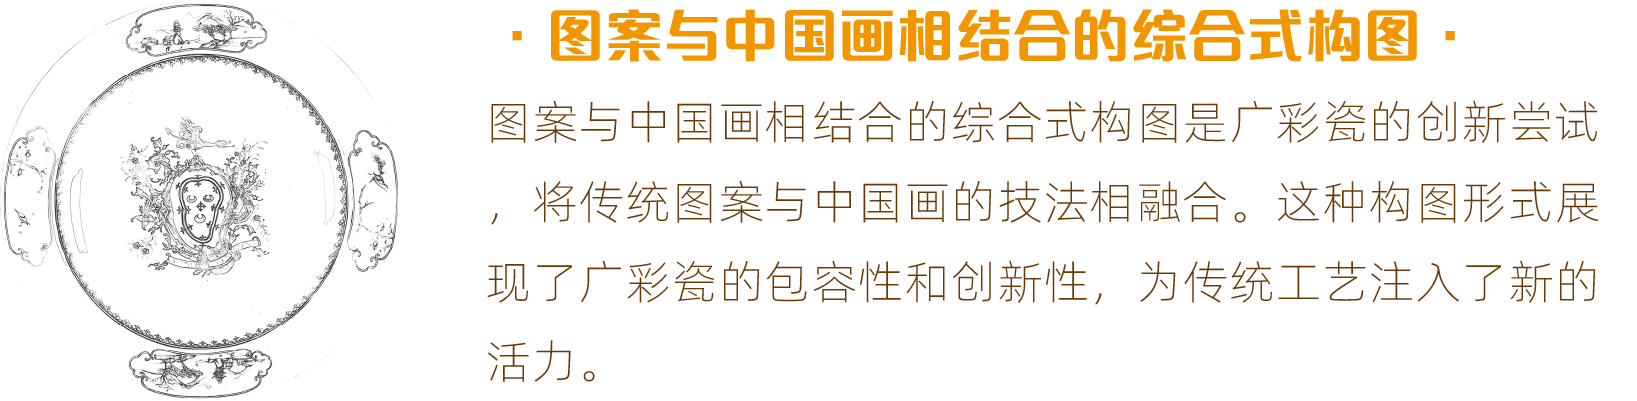 ·图案与中国画相结合的综合式构图·
图案与中国画相结合的综合式构图是广彩瓷的创新尝试
，将传统图案与中国画的技法相融合。这种构图形式展
现了广彩瓷的包容性和创新性，为传统工艺注入了新的
活力。